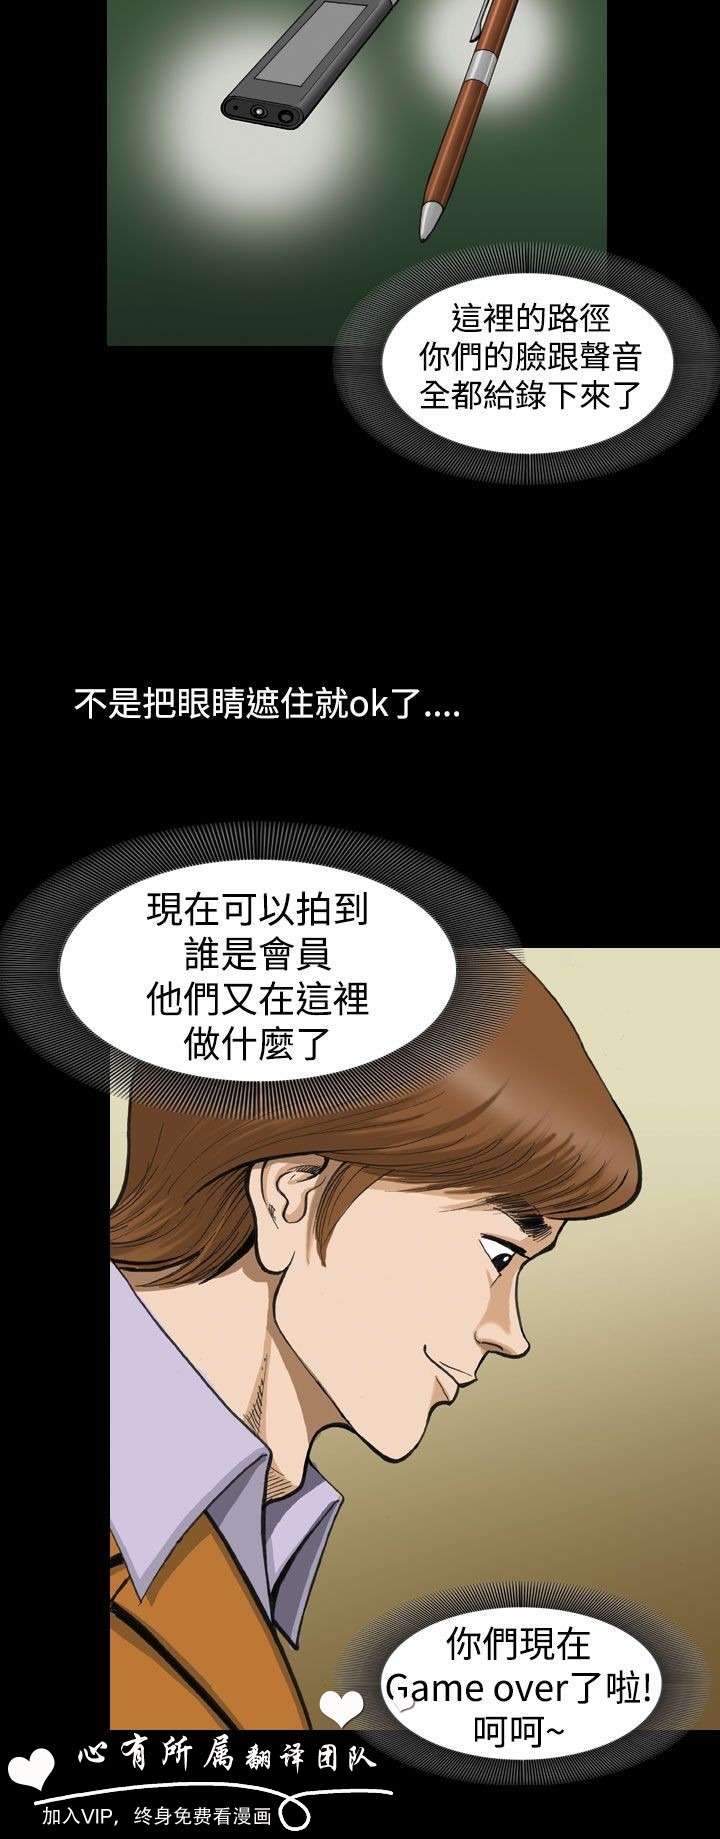 這裡的路徑
你們的臉跟聲音
全都給錄下來了
不是把眼睛遮住就ok了....
現在可以拍到
誰是會員
他們又在這裡
做什麼了
你們現在
Game over了啦!
呵呵~
心有所属翻译团队
加入VIP，终身免费看漫画